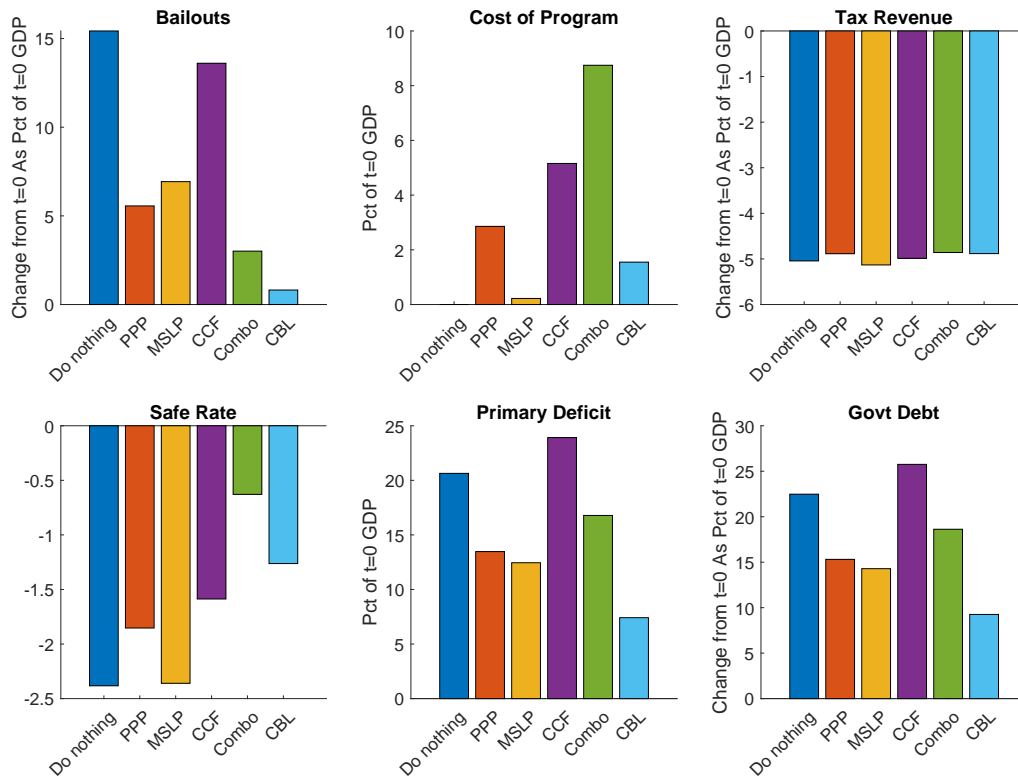 Bailouts
Change from t=0 As Pct of t=0 GDP
15
10
5
0
Do nothing
PPP
MSLP
CCF
Combo
CBL
Cost of Program
Pct of t=0 GDP
10
8
6
4
2
0
Do nothing
PPP
MSLP
CCF
Combo
CBL
Tax Revenue
Change from t=0 As Pct of t=0 GDP
0
-1
-2
-3
-4
-5
-6
Do nothing
PPP
MSLP
CCF
Combo
CBL
Safe Rate
0
-0.5
-1
-1.5
-2
-2.5
Do nothing
PPP
MSLP
CCF
Combo
CBL
Primary Deficit
Pct of t=0 GDP
25
20
15
10
5
0
Do nothing
PPP
MSLP
CCF
Combo
CBL
Govt Debt
Change from t=0 As Pct of t=0 GDP
30
25
20
15
10
5
0
Do nothing
PPP
MSLP
CCF
Combo
CBL